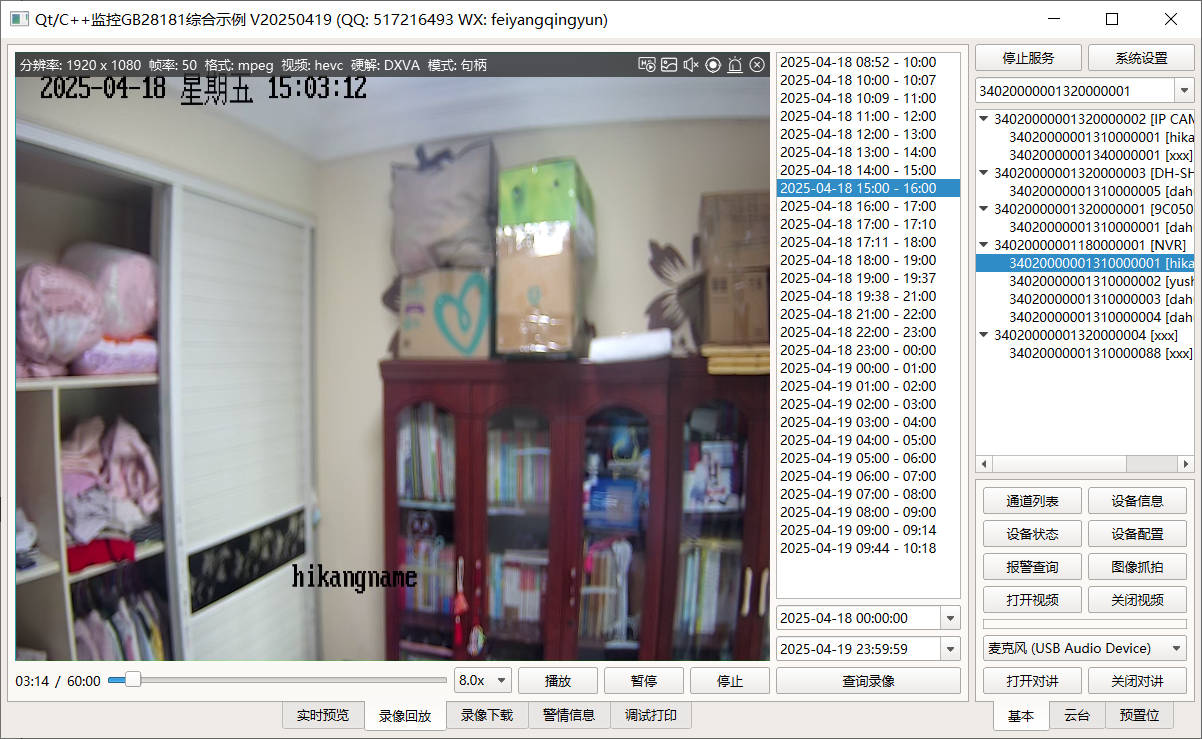 Qt/C++监控GB28181综合示例 V20250419 (QQ: 517216493 WX: feiyangqingyun)
分辨率: 1920 x 1080 帧率: 50 格式: mpeg 视频: hevc 硬解: DXVA 模式: 句柄
2025-04-18 星期五 15:03:12
hikangname
03:14 / 60:00
8.0x
播放
暂停
停止
2025-04-18 08:52 - 10:00
2025-04-18 10:00 - 10:07
2025-04-18 10:09 - 11:00
2025-04-18 11:00 - 12:00
2025-04-18 12:00 - 13:00
2025-04-18 13:00 - 14:00
2025-04-18 14:00 - 15:00
2025-04-18 15:00 - 16:00
2025-04-18 16:00 - 17:00
2025-04-18 17:00 - 17:10
2025-04-18 17:11 - 18:00
2025-04-18 18:00 - 19:00
2025-04-18 19:00 - 19:37
2025-04-18 19:38 - 21:00
2025-04-18 21:00 - 22:00
2025-04-18 22:00 - 23:00
2025-04-18 23:00 - 00:00
2025-04-19 00:00 - 01:00
2025-04-19 01:00 - 02:00
2025-04-19 02:00 - 03:00
2025-04-19 03:00 - 04:00
2025-04-19 04:00 - 05:00
2025-04-19 05:00 - 06:00
2025-04-19 06:00 - 07:00
2025-04-19 07:00 - 08:00
2025-04-19 08:00 - 09:00
2025-04-19 09:00 - 09:14
2025-04-19 09:44 - 10:18
2025-04-18 00:00:00
2025-04-19 23:59:59
查询录像
实时预览
录像回放
录像下载
警情信息
调试打印
停止服务
系统设置
34020000001320000001
34020000001320000002 [IP CAM
34020000001310000001 [hika
34020000001340000001 [xxx]
34020000001320000003 [DH-SH
34020000001310000005 [dah
34020000001320000001 [9C050
34020000001310000001 [dah
34020000001180000001 [NVR]
34020000001310000001 [hika
34020000001310000002 [yush
34020000001310000003 [dah
34020000001310000004 [dah
34020000001320000004 [xxx]
34020000001310000088 [xxx]
通道列表
设备信息
设备状态
设备配置
报警查询
图像抓拍
打开视频
关闭视频
麦克风 (USB Audio Device)
打开对讲
关闭对讲
基本
云台
预置位